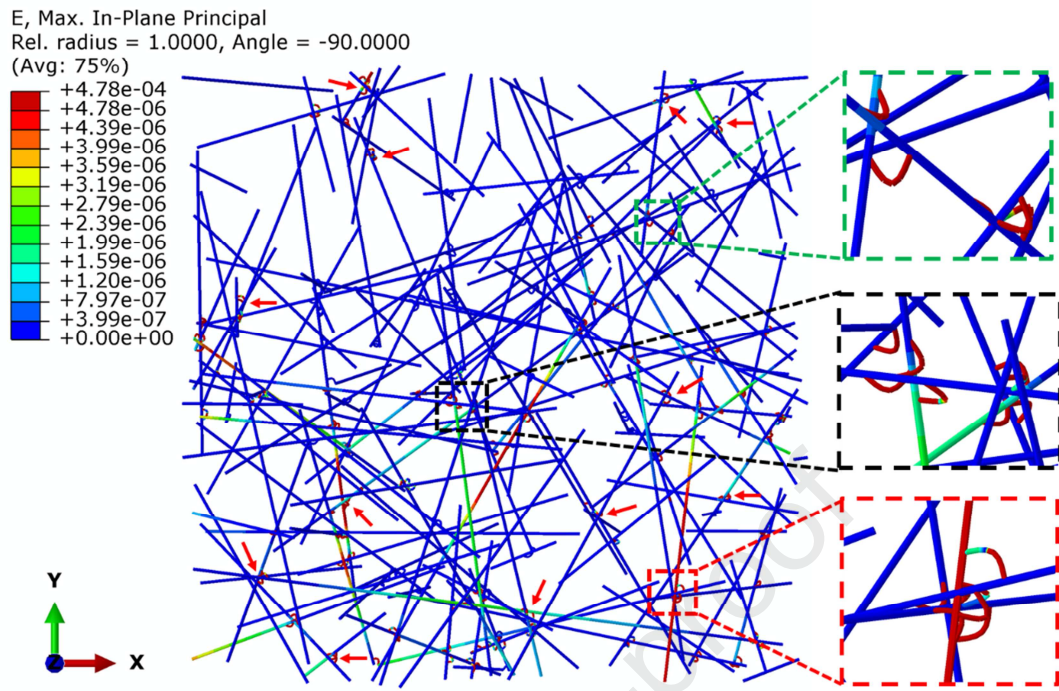 E, Max. In-Plane Principal
Rel. radius = 1.0000, Angle = -90.0000
(Avg: 75%)
+4.78e-04
+4.78e-06
+4.39e-06
+3.99e-06
+3.59e-06
+3.19e-06
+2.79e-06
+2.39e-06
+1.99e-06
+1.59e-06
+1.20e-06
+7.97e-07
+3.99e-07
+0.00e+00
Y
Z
X
proof